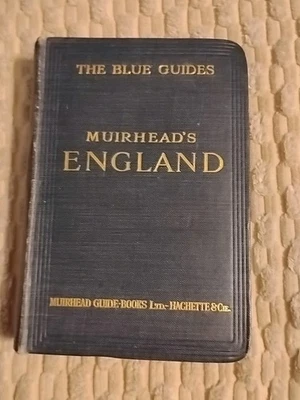 THE BLUE GUIDES
MUIRHEAD'S
ENGLAND
MUIRHEAD GUIDE-BOOKS LTD.-HACHETTE & CIE.